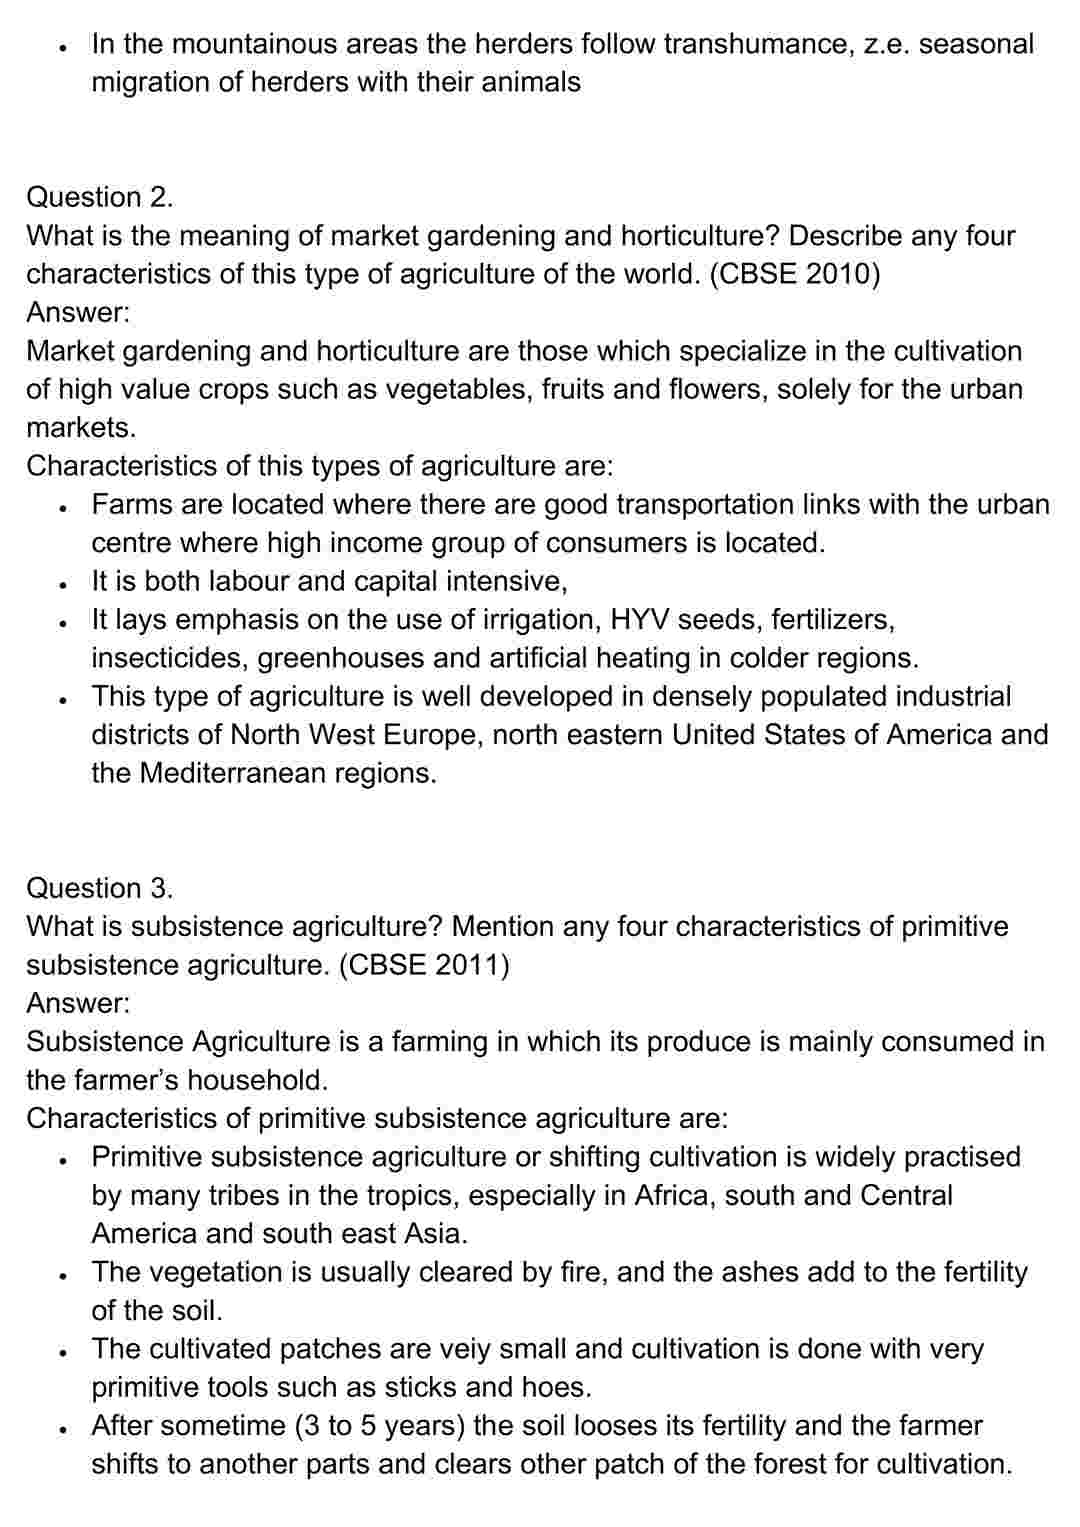 • In the mountainous areas the herders follow transhumance, z.e. seasonal
migration of herders with their animals
Question 2.
What is the meaning of market gardening and horticulture? Describe any four
characteristics of this type of agriculture of the world. (CBSE 2010)
Answer:
Market gardening and horticulture are those which specialize in the cultivation
of high value crops such as vegetables, fruits and flowers, solely for the urban
markets.
Characteristics of this types of agriculture are:
• Farms are located where there are good transportation links with the urban
centre where high income group of consumers is located.
• It is both labour and capital intensive,
• It lays emphasis on the use of irrigation, HYV seeds, fertilizers,
insecticides, greenhouses and artificial heating in colder regions.
• This type of agriculture is well developed in densely populated industrial
districts of North West Europe, north eastern United States of America and
the Mediterranean regions.
Question 3.
What is subsistence agriculture? Mention any four characteristics of primitive
subsistence agriculture. (CBSE 2011)
Answer:
Subsistence Agriculture is a farming in which its produce is mainly consumed in
the farmer’s household.
Characteristics of primitive subsistence agriculture are:
• Primitive subsistence agriculture or shifting cultivation is widely practised
by many tribes in the tropics, especially in Africa, south and Central
America and south east Asia.
• The vegetation is usually cleared by fire, and the ashes add to the fertility
of the soil.
• The cultivated patches are veiy small and cultivation is done with very
primitive tools such as sticks and hoes.
• After sometime (3 to 5 years) the soil looses its fertility and the farmer
shifts to another parts and clears other patch of the forest for cultivation.